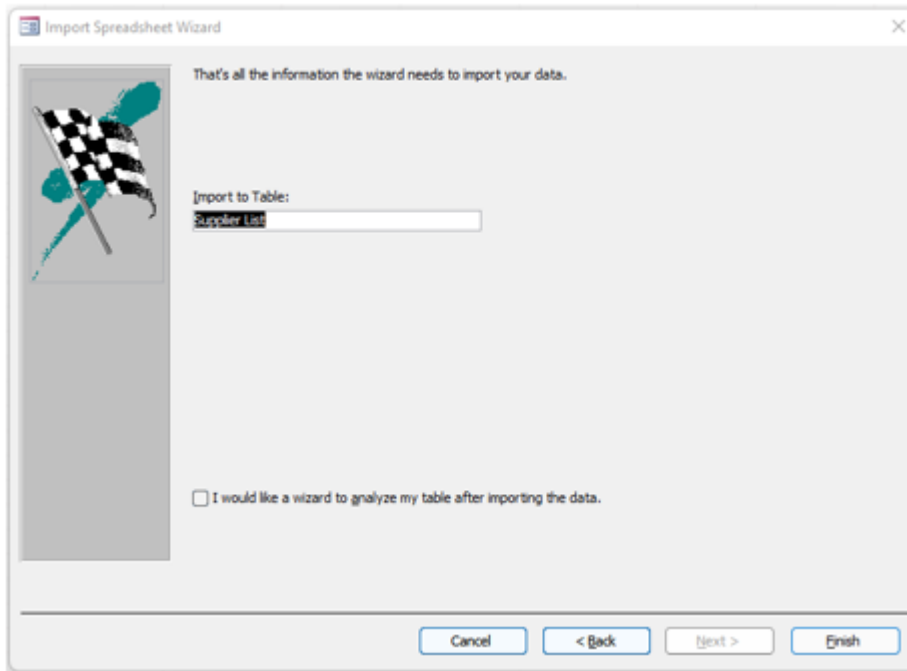 Import Spreadsheet Wizard
That's all the information the wizard needs to import your data.
Import to Table:
Supplier List
I would like a wizard to analyze my table after importing the data.
Cancel
< Back
Next >
Finish